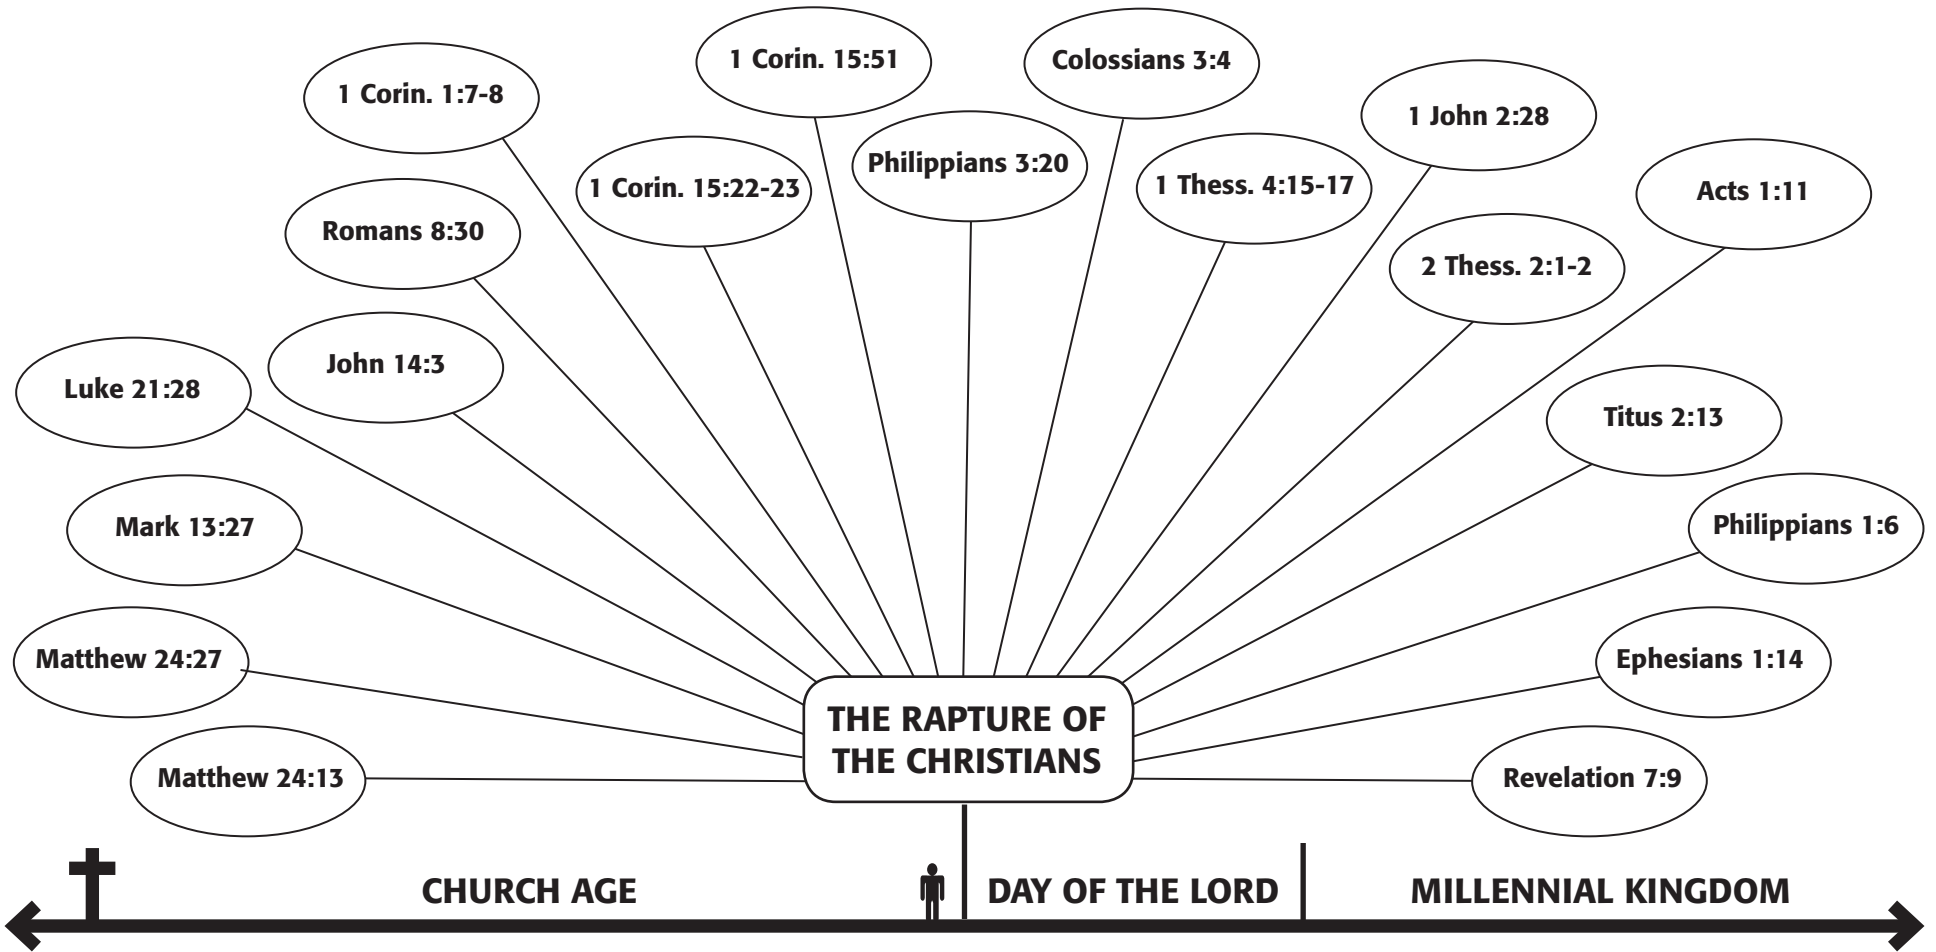 1 Corin. 15:51
Colossians 3:4
1 Corin. 1:7-8
1 John 2:28
Philippians 3:20
1 Corin. 15:22-23
1 Thess. 4:15-17
Acts 1:11
Romans 8:30
2 Thess. 2:1-2
John 14:3
Luke 21:28
Titus 2:13
Mark 13:27
Philippians 1:6
Matthew 24:27
Ephesians 1:14
THE RAPTURE OF
THE CHRISTIANS
Matthew 24:13
Revelation 7:9
CHURCH AGE
DAY OF THE LORD
MILLENNIAL KINGDOM